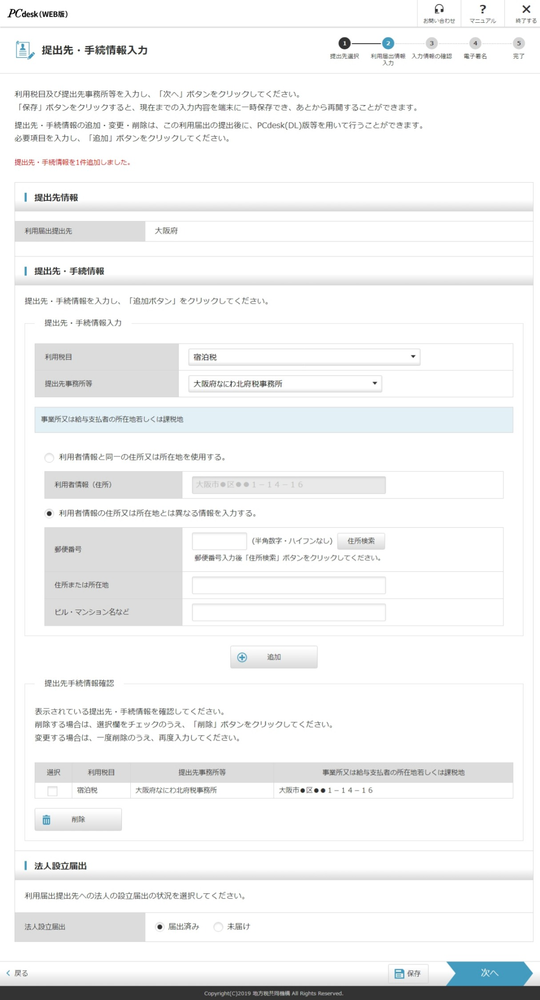 PCdesk(WEB版)
お問い合わせ
?
マニュアル
終了する
提出先・手続情報入力
1
提出先選択
2
利用届出情報
入力
3
入力情報の確認
4
電子署名
5
完了
利用税目及び提出先事務所等を入力し、「次へ」ボタンをクリックしてください。
「保存」ボタンをクリックすると、現在までの入力内容を端末に一時保存でき、あとから再開することができます。
提出先・手続情報の追加・変更・削除は、この利用届出の提出後に、PCdesk(DL)版等を用いて行うことができます。
必要項目を入力し、「追加」ボタンをクリックしてください。
提出先・手続情報を1件追加しました。
提出先情報
利用届出提出先
大阪府
提出先・手続情報
提出先・手続情報を入力し、「追加ボタン」をクリックしてください。
提出先・手続情報入力
利用税目
宿泊税
提出先事務所等
大阪府なにわ北府税事務所
事業所又は給与支払者の所在地若しくは課税地
利用者情報と同一の住所又は所在地を使用する。
利用者情報（住所）
大阪市●区●●１－１４－１６
利用者情報の住所又は所在地とは異なる情報を入力する。
郵便番号
(半角数字・ハイフンなし)
住所検索
郵便番号入力後「住所検索」ボタンをクリックしてください。
住所または所在地
ビル・マンション名など
追加
提出先手続情報確認
表示されている提出先・手続情報を確認してください。
削除する場合は、選択欄をチェックのうえ、「削除」ボタンをクリックしてください。
変更する場合は、一度削除のうえ、再度入力してください。
選択 利用税目 提出先事務所等 事業所又は給与支払者の所在地若しくは課税地
宿泊税 大阪府なにわ北府税事務所 大阪市●区●●１－１４－１６
削除
法人設立届出
利用届出提出先への法人の設立届出の状況を選択してください。
法人設立届出
届出済み
未届け
戻る
保存
次へ
Copyright(C)2019 地方税共同機構 All Rights Reserved.